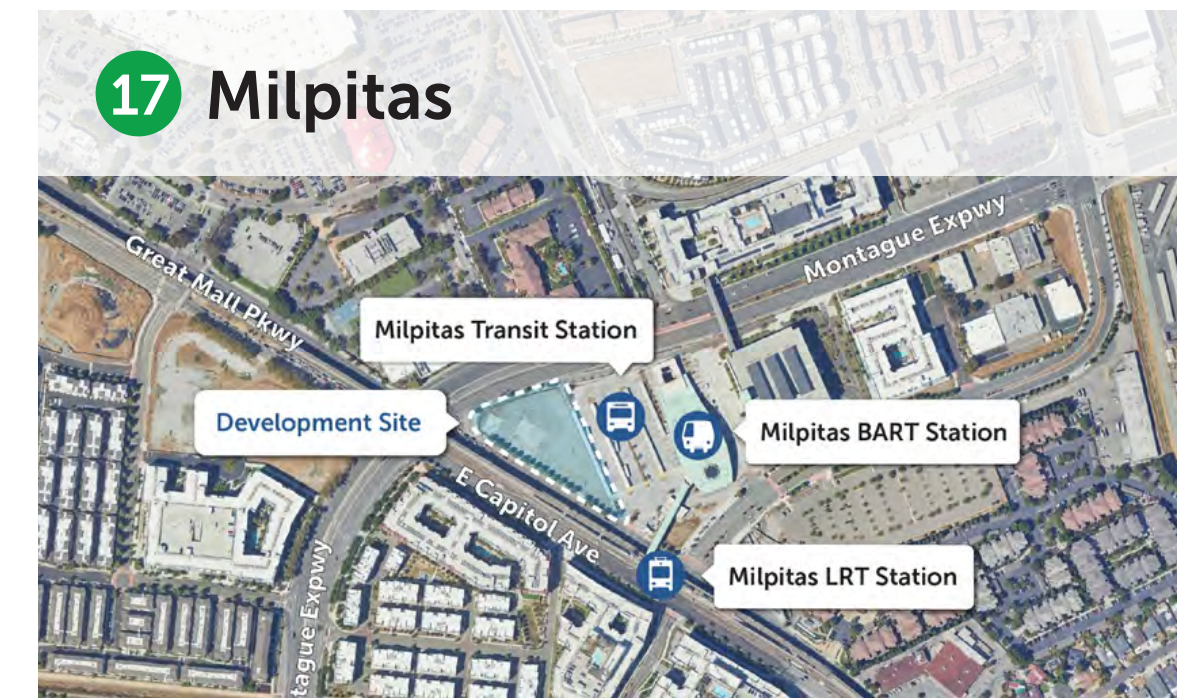 17 Milpitas
Great Mall Pkwy
Montague Expwy
Milpitas Transit Station
Development Site
Milpitas BART Station
E Capitol Ave
Milpitas LRT Station
tague Expwy